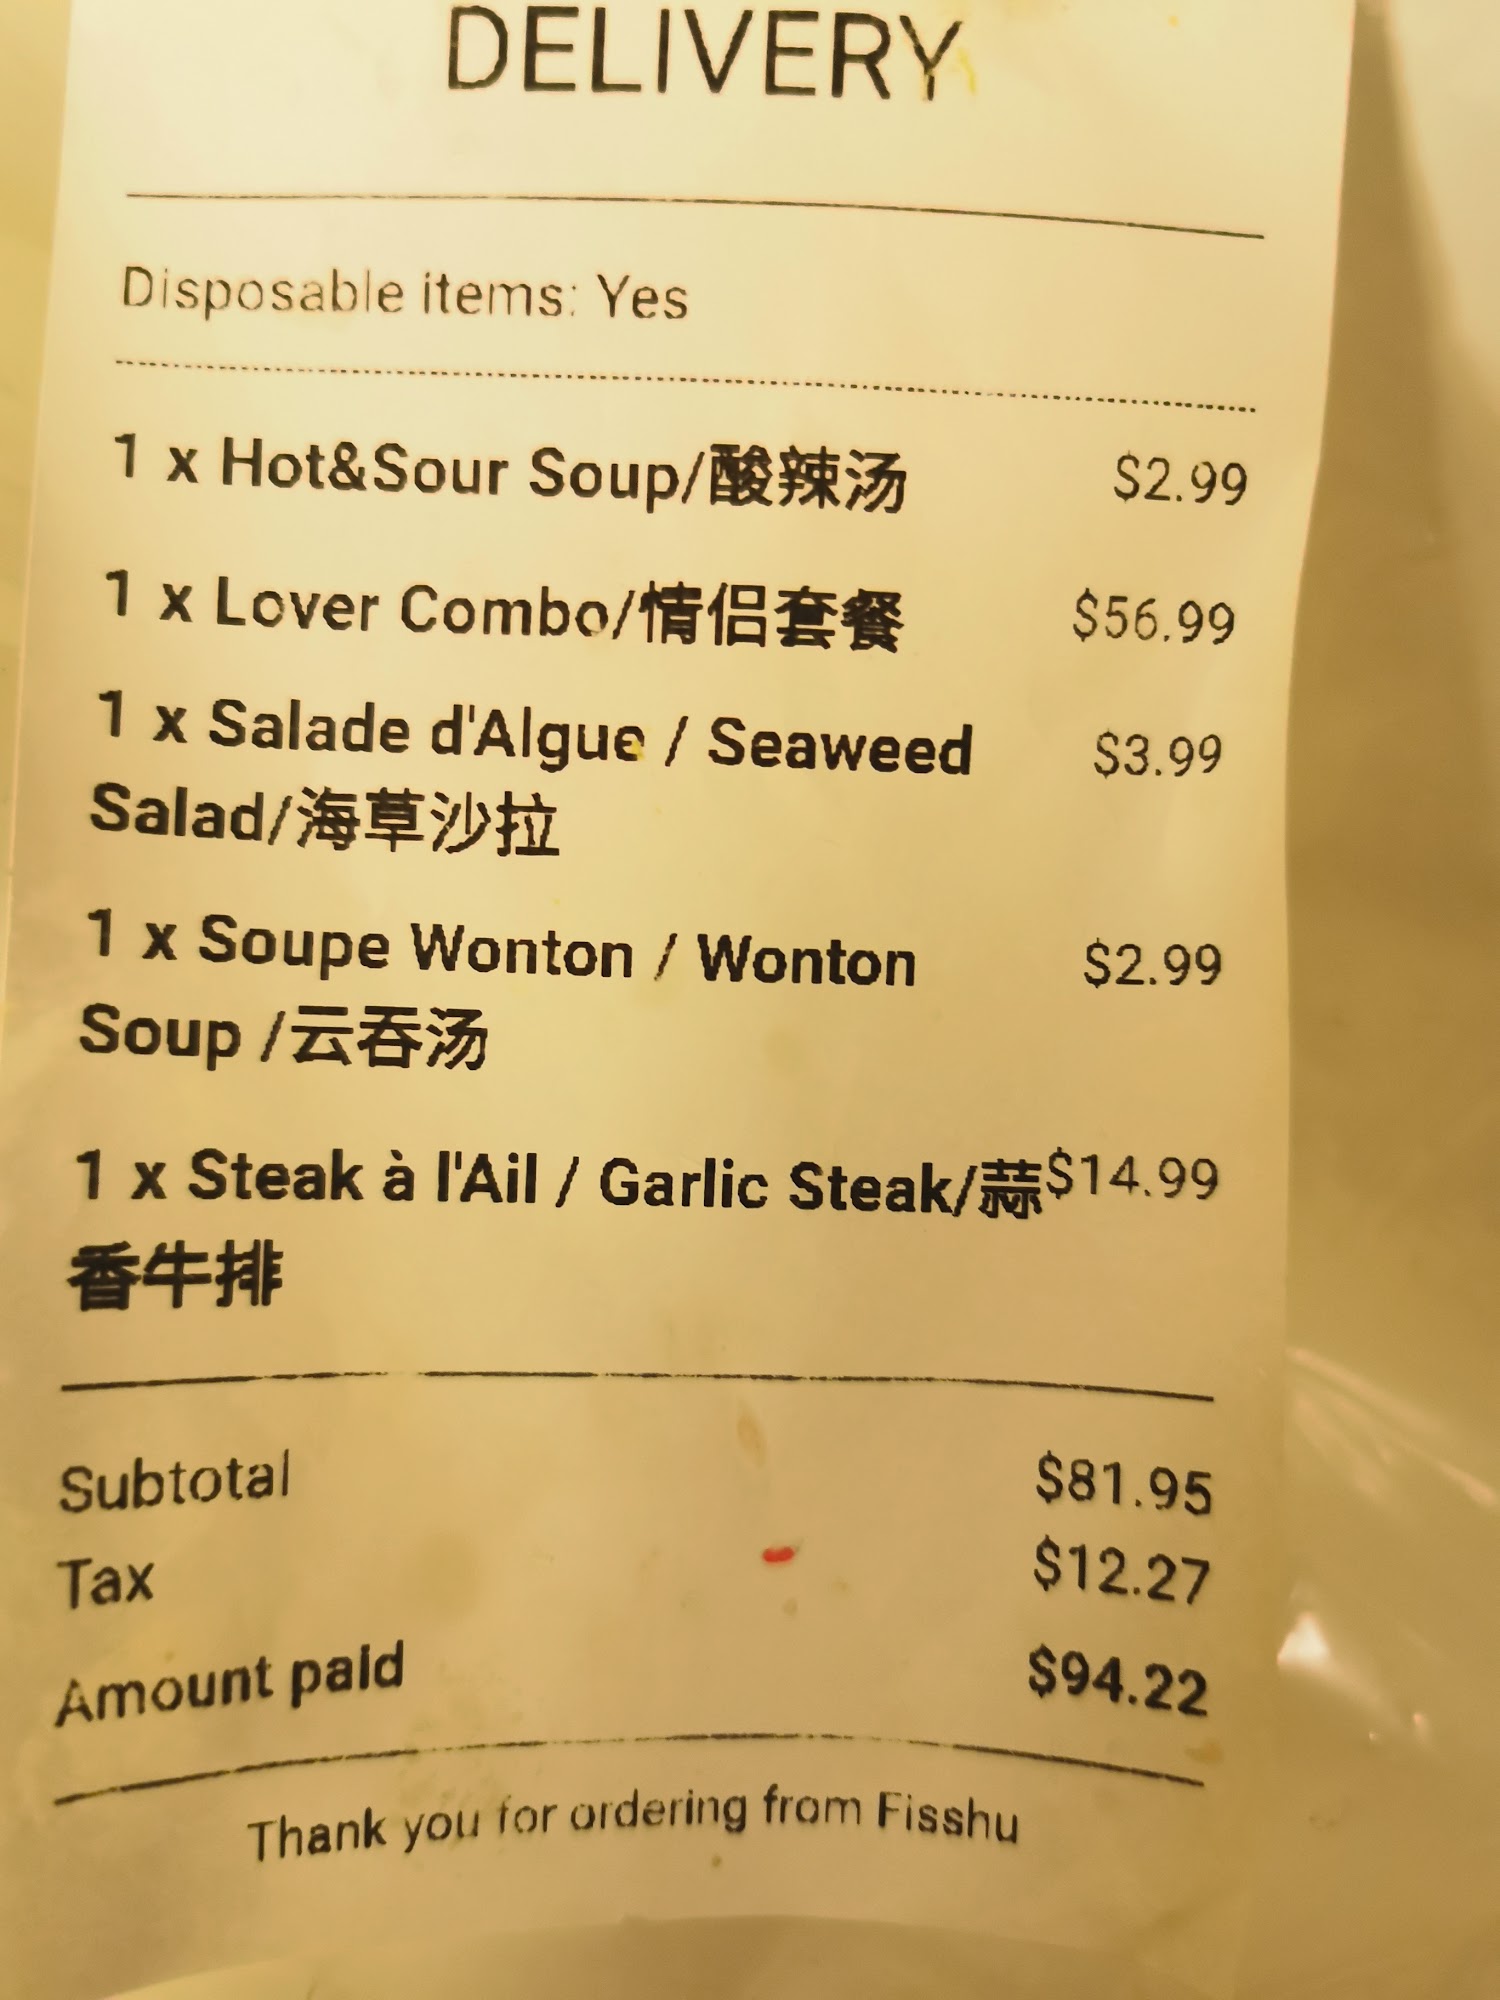 DELIVERY
Disposable items: Yes
1 x Hot&Sour Soup/酸辣汤 $2.99
1 x Lover Combo/情侣套餐 $56.99
1 x Salade d'Algue / Seaweed $3.99
Salad/海草沙拉
1 x Soupe Wonton / Wonton $2.99
Soup /云吞汤
1 x Steak à l'Ail / Garlic Steak/蒜 $14.99
香牛排
Subtotal $81.95
Tax $12.27
Amount paid $94.22
Thank you for ordering from Fisshu